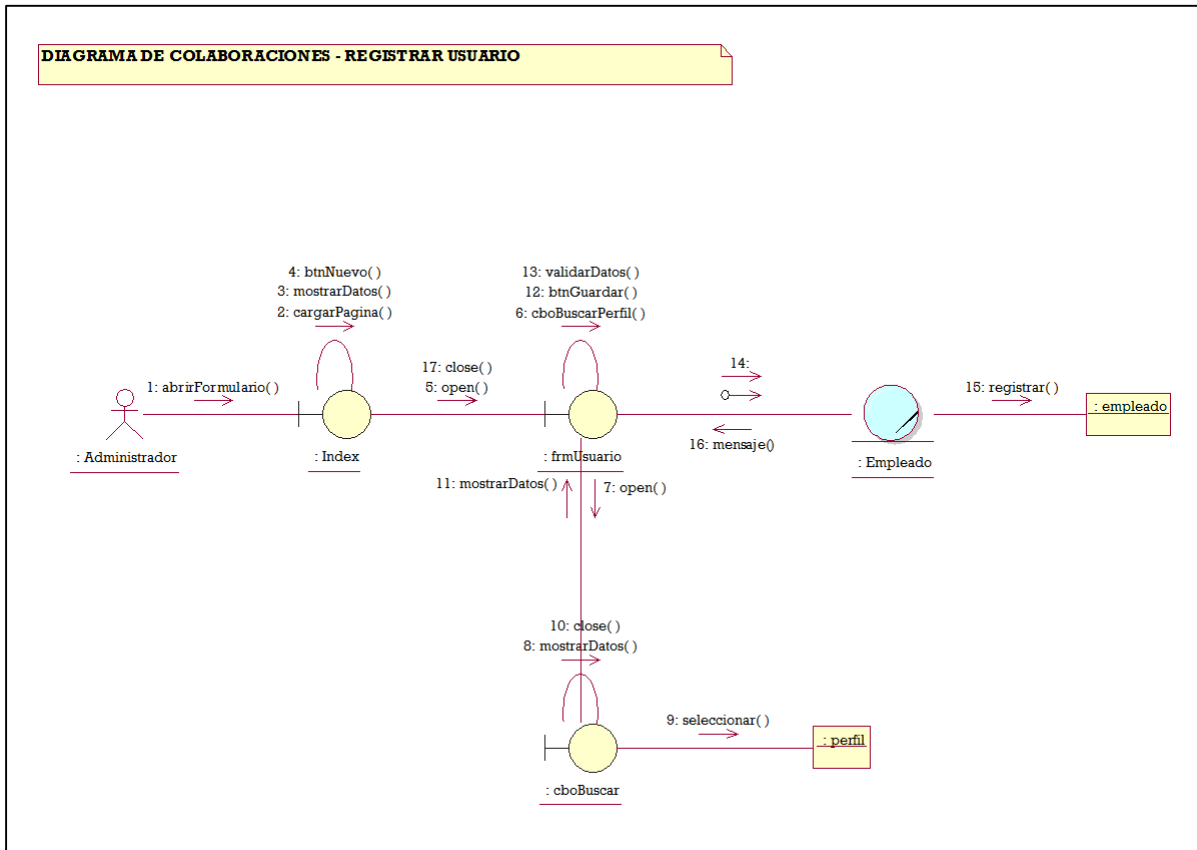 DIAGRAMA DE COLABORACIONES - REGISTRAR USUARIO
4: btnNuevo( )
3: mostrarDatos( )
2: cargarPagina( )
13: validarDatos( )
12: btnGuardar( )
6: cboBuscarPerfil( )
1: abrirFormulario( )
17: close( )
5: open( )
14:
15: registrar( )
16: mensaje()
: empleado
: Administrador
: Index
: frmUsuario
: Empleado
11: mostrarDatos( )
7: open( )
10: close( )
8: mostrarDatos( )
9: seleccionar( )
: perfil
: cboBuscar